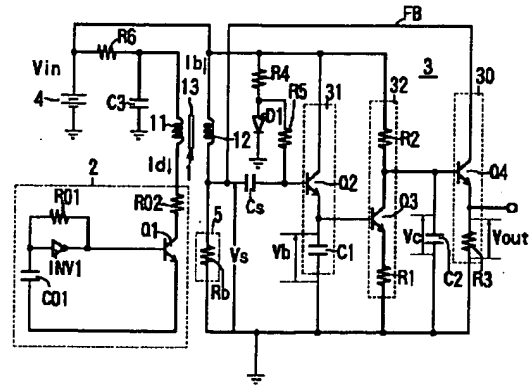 FB
R6
Vin
4
C3
13
Ib
11
12
R4
D1
R5
31
3
32
30
R2
Q2
Q4
Id
2
R01
R02
Q1
INV1
C01
5
Rb
Cs
Vs
Vb
C1
Q3
R1
Vc
C2
R3
Vout